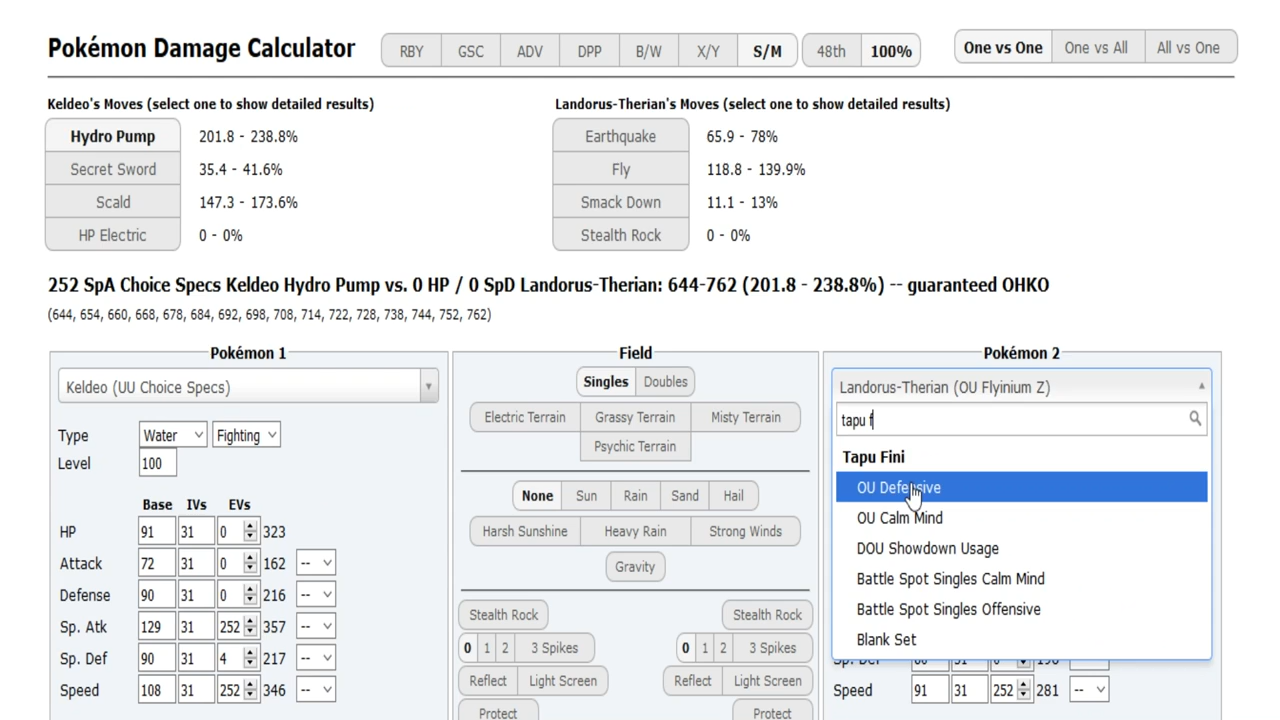 Pokémon Damage Calculator RBY GSC ADV DPP B/W X/Y S/M 48th 100% One vs One One vs All All vs One
Keldeo's Moves (select one to show detailed results)
Hydro Pump 201.8 - 238.8%
Secret Sword 35.4 - 41.6%
Scald 147.3 - 173.6%
HP Electric 0 - 0%
Landorus-Therian's Moves (select one to show detailed results)
Earthquake 65.9 - 78%
Fly 118.8 - 139.9%
Smack Down 11.1 - 13%
Stealth Rock 0 - 0%
252 SpA Choice Specs Keldeo Hydro Pump vs. 0 HP / 0 SpD Landorus-Therian: 644-762 (201.8 - 238.8%) -- guaranteed OHKO
(644, 654, 660, 668, 678, 684, 692, 698, 708, 714, 722, 728, 738, 744, 752, 762)
Pokémon 1
Keldeo (UU Choice Specs)
Type Water Fighting
Level 100
Base IVs EVs
HP 91 31 0 323
Attack 72 31 0 162 --
Defense 90 31 0 216 --
Sp. Atk 129 31 252 357 --
Sp. Def 90 31 4 217 --
Speed 108 31 252 346 --
Field
Singles Doubles
Electric Terrain Grassy Terrain Misty Terrain
Psychic Terrain
None Sun Rain Sand Hail
Harsh Sunshine Heavy Rain Strong Winds
Gravity
Stealth Rock Stealth Rock
0 1 2 3 Spikes 0 1 2 3 Spikes
Reflect Light Screen Reflect Light Screen
Protect Protect
Pokémon 2
Landorus-Therian (OU Flyinium Z)
tapu f
Tapu Fini
OU Defensive
OU Calm Mind
DOU Showdown Usage
Battle Spot Singles Calm Mind
Battle Spot Singles Offensive
Blank Set
Sp. Def
Speed 91 31 252 281 --